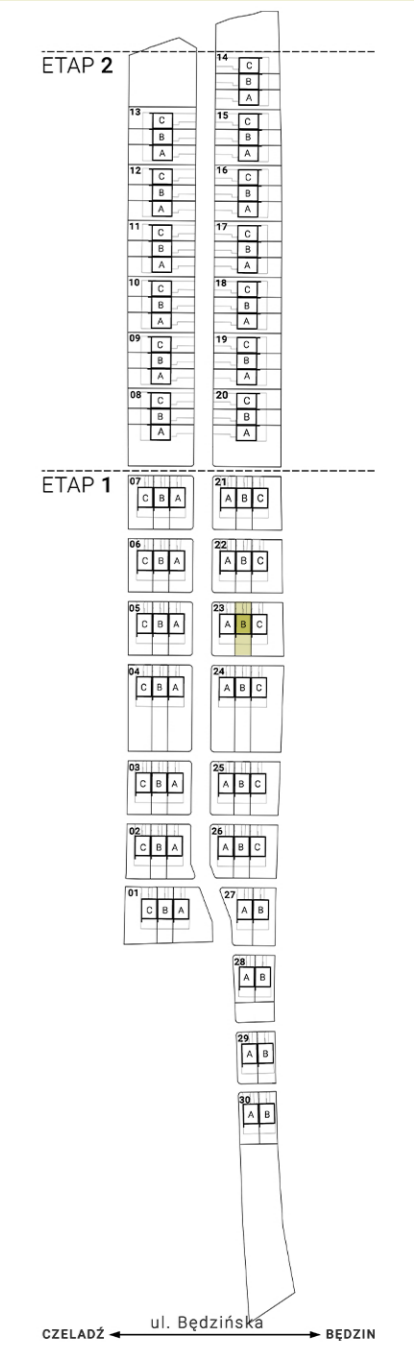 14
ETAP 2
C
B
A
13
C
B
A
15
C
B
A
12
C
B
A
16
C
B
A
11
C
B
A
17
C
B
A
10
C
B
A
18
C
B
A
09
C
B
A
19
C
B
A
08
C
B
A
20
C
B
A
ETAP 1
07
C B A
21
A B C
06
C B A
22
A B C
05
C B A
23
A B C
04
C B A
24
A B C
03
C B A
25
A B C
02
C B A
26
A B C
01
C B A
27
A B
28
A B
29
A B
30
A B
ul. Będzińska
CZELADŹ BĘDZIN